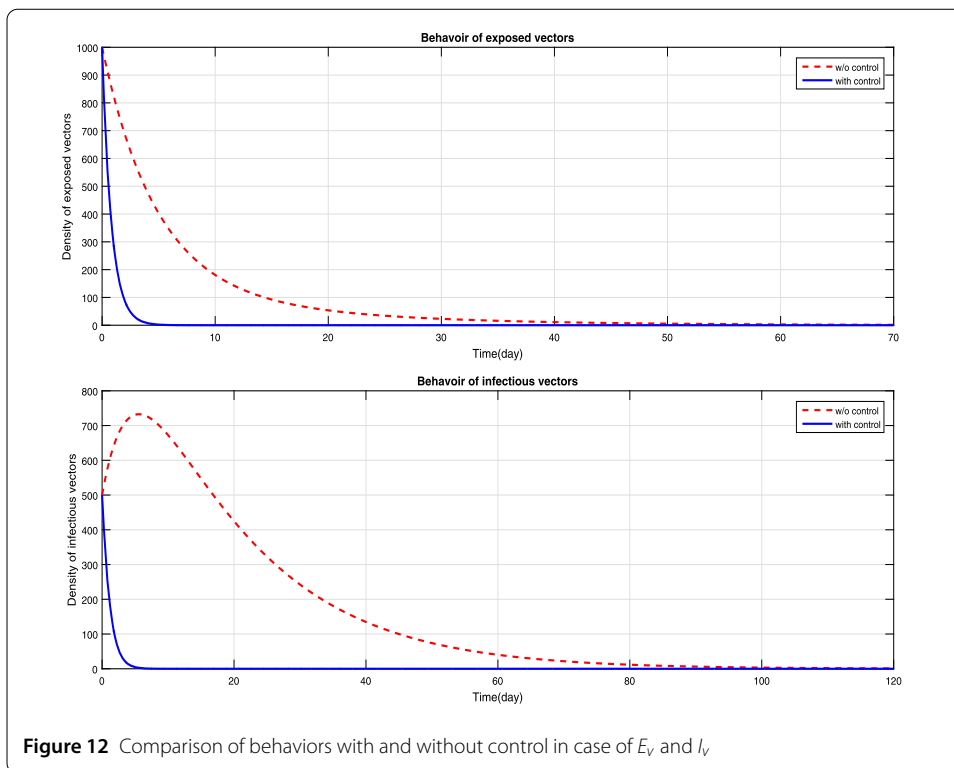 Behavoir of exposed vectors
1000
900
800
700
600
500
400
300
200
100
0
Density of exposed vectors
w/o control
with control
0 10 20 30 40 50 60 70
Time(day)
Behavoir of infectious vectors
800
700
600
500
400
300
200
100
0
Density of infectious vectors
w/o control
with control
0 20 40 60 80 100 120
Time(day)
Figure 12 Comparison of behaviors with and without control in case of Ev and Iv